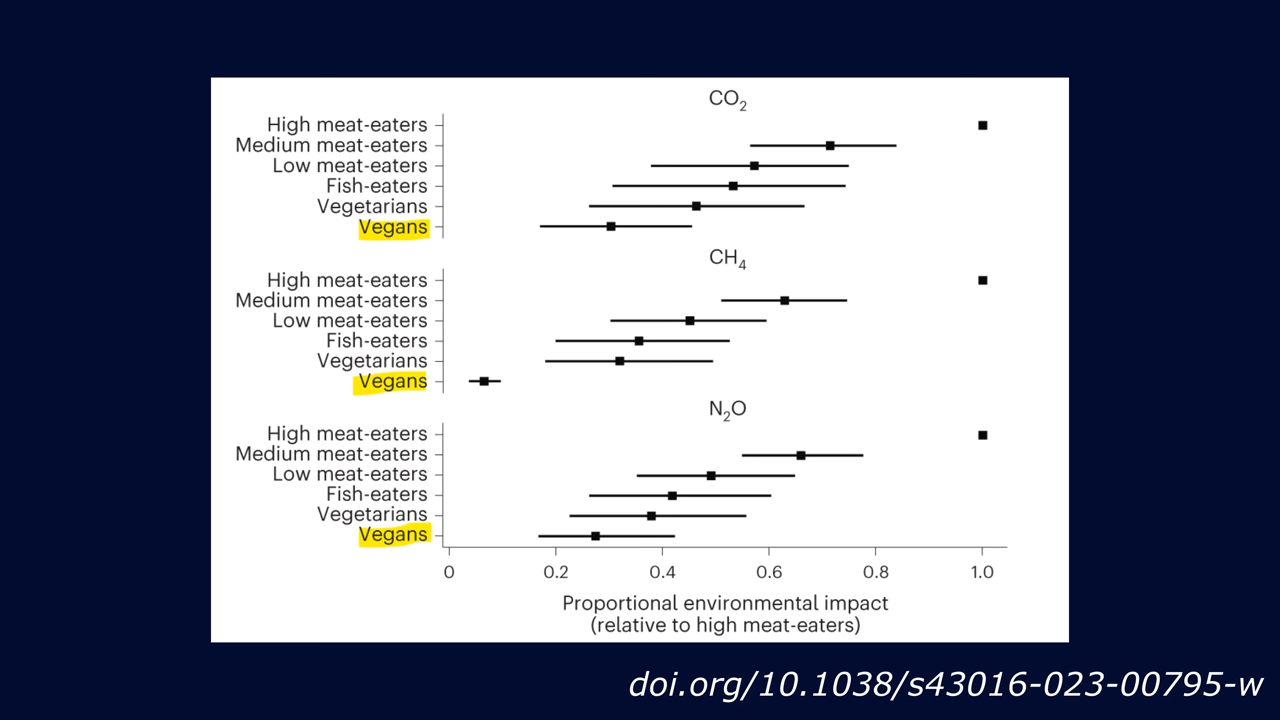 CO₂
High meat-eaters
Medium meat-eaters
Low meat-eaters
Fish-eaters
Vegetarians
Vegans
CH₄
High meat-eaters
Medium meat-eaters
Low meat-eaters
Fish-eaters
Vegetarians
Vegans
N₂O
High meat-eaters
Medium meat-eaters
Low meat-eaters
Fish-eaters
Vegetarians
Vegans
0 0.2 0.4 0.6 0.8 1.0
Proportional environmental impact
(relative to high meat-eaters)
doi.org/10.1038/s43016-023-00795-w